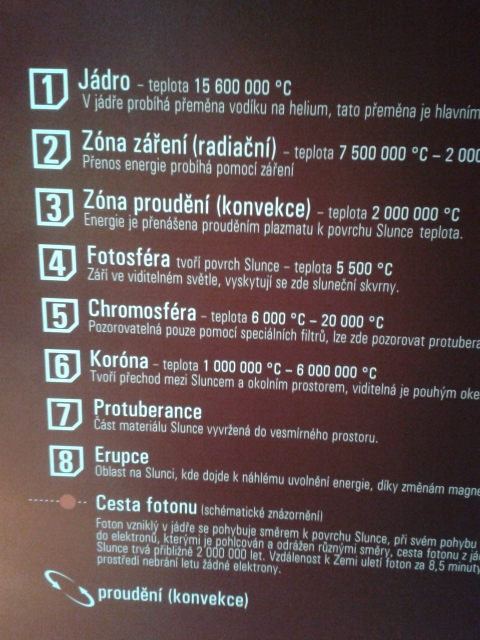 1 Jádro – teplota 15 600 000 °C
V jádře probíhá přeměna vodíku na helium, tato přeměna je hlavním
2 Zóna záření (radiační) – teplota 7 500 000 °C – 2 000
Přenos energie probíhá pomocí záření
3 Zóna proudění (konvekce) – teplota 2 000 000 °C
Energie je přenášena prouděním plazmatu k povrchu Slunce teplota.
4 Fotosféra tvoří povrch Slunce – teplota 5 500 °C
Září ve viditelném světle, vyskytují se zde sluneční skvrny.
5 Chromosféra – teplota 6 000 °C – 20 000 °C
Pozorovatelná pouze pomocí speciálních filtrů, lze zde pozorovat protubera
6 Koróna – teplota 1 000 000 °C – 6 000 000 °C
Tvoří přechod mezi Sluncem a okolním prostorem, viditelná je pouhým oke
7 Protuberance
Část materiálu Slunce vyvržená do vesmírného prostoru.
8 Erupce
Oblast na Slunci, kde dojde k náhlému uvolnění energie, díky změnám magne
Cesta fotonu (schématické znázornění)
Foton vzniklý v jádře se pohybuje směrem k povrchu Slunce, při svém pohybu
do elektronů, kterými je pohlcován a odrážen různými směry, cesta fotonu z já
Slunce trvá přibližně 2 000 000 let. Vzdálenost k Zemi uletí foton za 8,5 minuty
prostředí nebrání letu žádné elektrony.
proudění (konvekce)